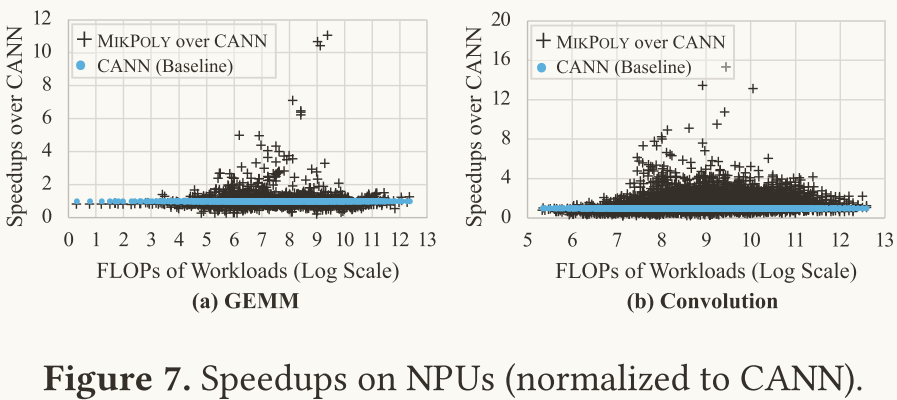 12
10
8
6
4
2
0
Speedups over CANN
MIKPOLY over CANN
CANN (Baseline)
0 1 2 3 4 5 6 7 8 9 10 11 12 13
FLOPs of Workloads (Log Scale)
(a) GEMM
20
16
12
8
4
0
Speedups over CANN
MIKPOLY over CANN
CANN (Baseline)
5 6 7 8 9 10 11 12 13
FLOPs of Workloads (Log Scale)
(b) Convolution
Figure 7. Speedups on NPUs (normalized to CANN).